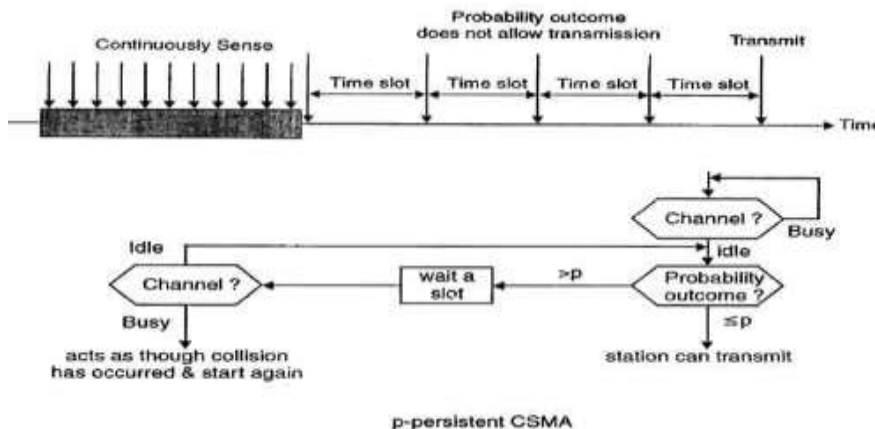 Probability outcome
does not allow transmission
Continuously Sense
Transmit
Time slot
Time slot
Time slot
Time slot
Time
Channel ?
Busy
Idle
idle
Channel ?
wait a
slot
>p
Probability
outcome ?
Busy
≤p
acts as though collision
has occurred & start again
station can transmit
p-persistent CSMA